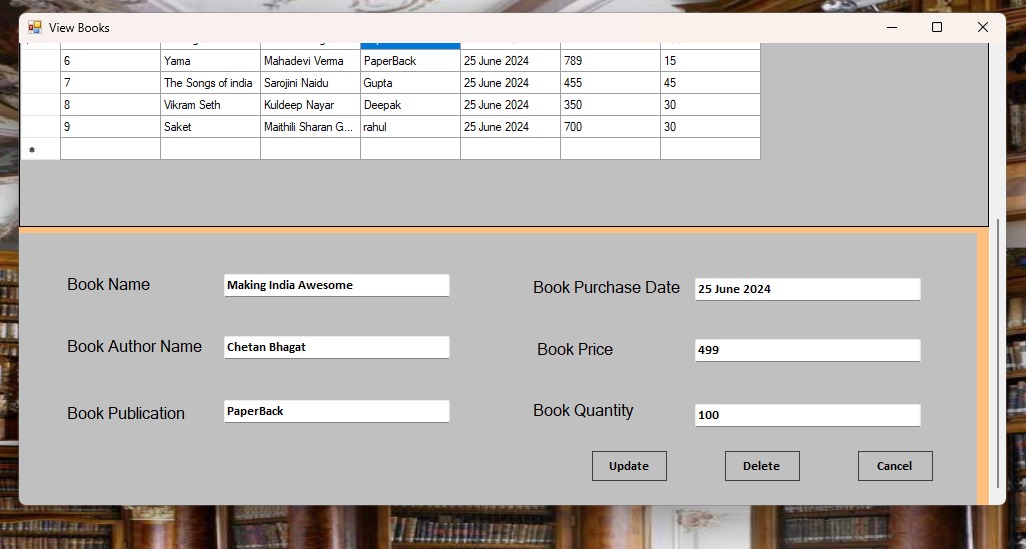 View Books
6 Yama Mahadevi Verma PaperBack 25 June 2024 789 15
7 The Songs of india Sarojini Naidu Gupta 25 June 2024 455 45
8 Vikram Seth Kuldeep Nayar Deepak 25 June 2024 350 30
9 Saket Maithili Sharan G... rahul 25 June 2024 700 30
*
Book Name Making India Awesome
Book Purchase Date 25 June 2024
Book Author Name Chetan Bhagat
Book Price 499
Book Publication PaperBack
Book Quantity 100
Update Delete Cancel